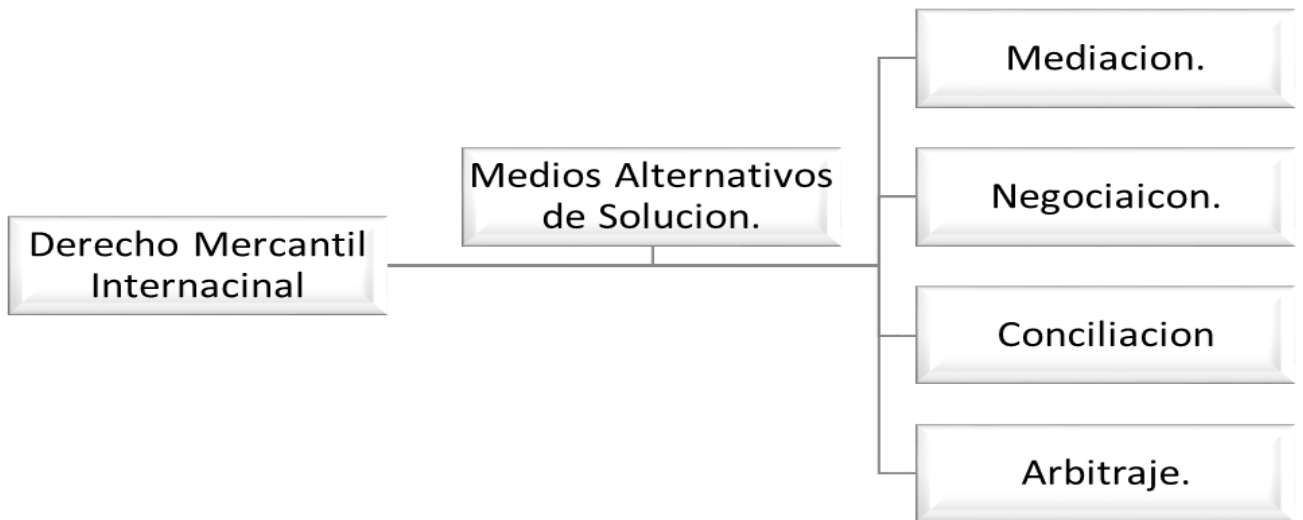 Derecho Mercantil
Internacinal
Medios Alternativos
de Solucion.
Mediacion.
Negociaicon.
Conciliacion
Arbitraje.